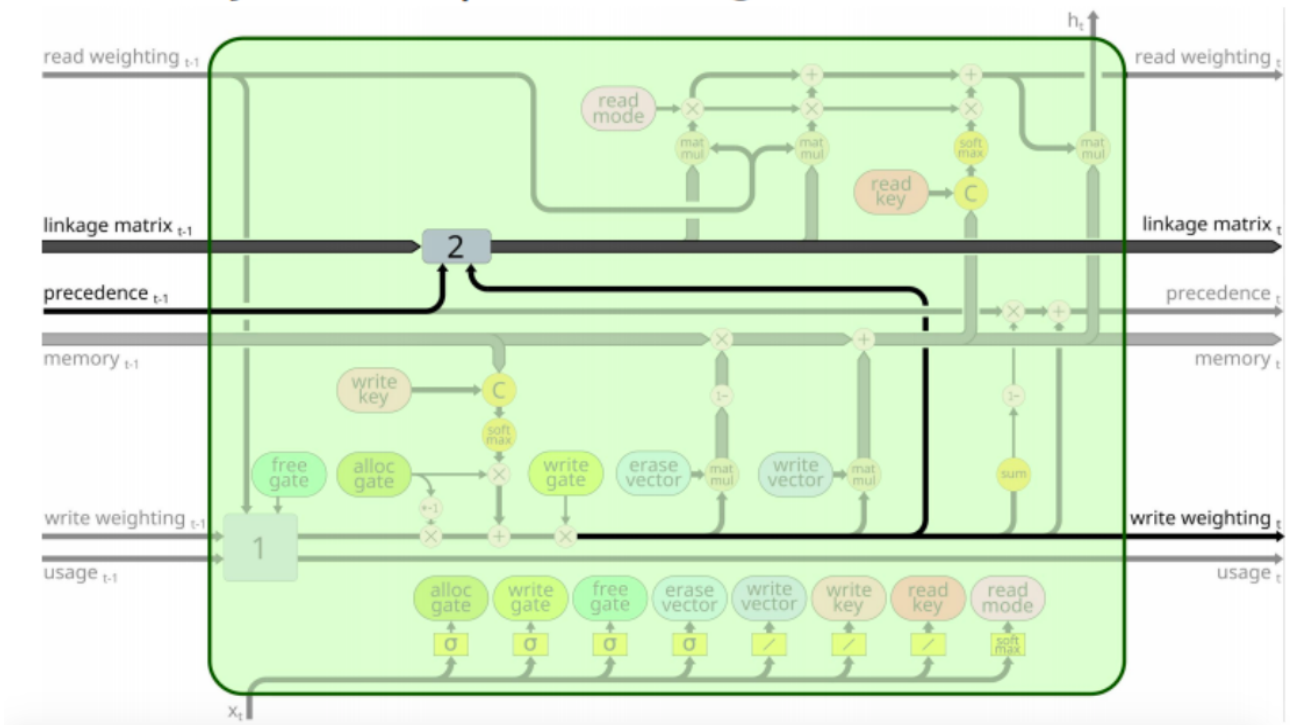 h t
read weighting t-1
read weighting t
read
mode
×
+
×
+
×
mat
mul
mat
mul
soft
max
mat
mul
read
key
C
linkage matrix t-1
2
linkage matrix t
precedence t-1
precedence t
× +
memory t-1
× +
memory t
write
key
C
1-
1-
soft
max
free
gate
alloc
gate
×
write
gate
erase
vector
mat
mul
write
vector
mat
mul
sum
write weighting t-1
1
× + ×
write weighting t
usage t-1
usage t
alloc
gate
write
gate
free
gate
erase
vector
write
vector
write
key
read
key
read
mode
σ σ σ σ / / / soft
max
x t